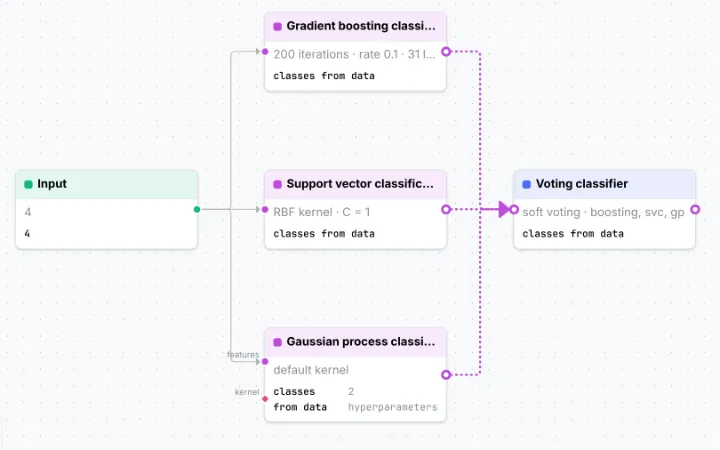 Gradient boosting classi...
200 iterations · rate 0.1 · 31 l...
classes from data
Input
4
4
Support vector classific...
RBF kernel · C = 1
classes from data
Voting classifier
soft voting · boosting, svc, gp
classes from data
Gaussian process classi...
features
default kernel
kernel
classes 2
from data hyperparameters